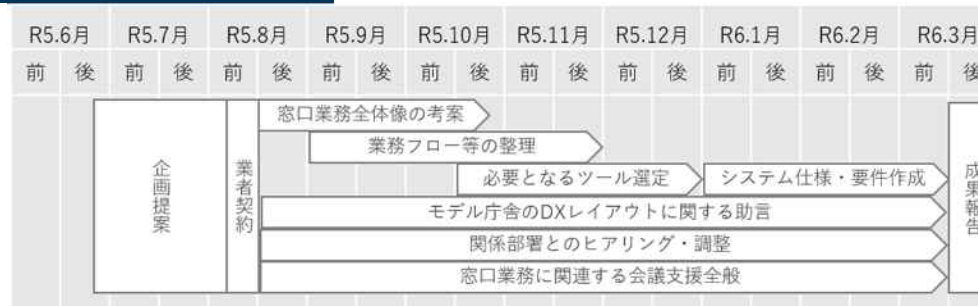 R5.6月 R5.7月 R5.8月 R5.9月 R5.10月 R5.11月 R5.12月 R6.1月 R6.2月 R6.3月
前 後 前 後 前 後 前 後 前 後 前 後 前 後 前 後 前 後 前 後
企画提案
業者契約
窓口業務全体像の考案
業務フロー等の整理
必要となるツール選定 システム仕様・要件作成
モデル庁舎のDXレイアウトに関する助言
関係部署とのヒアリング・調整
窓口業務に関連する会議支援全般
成果報告